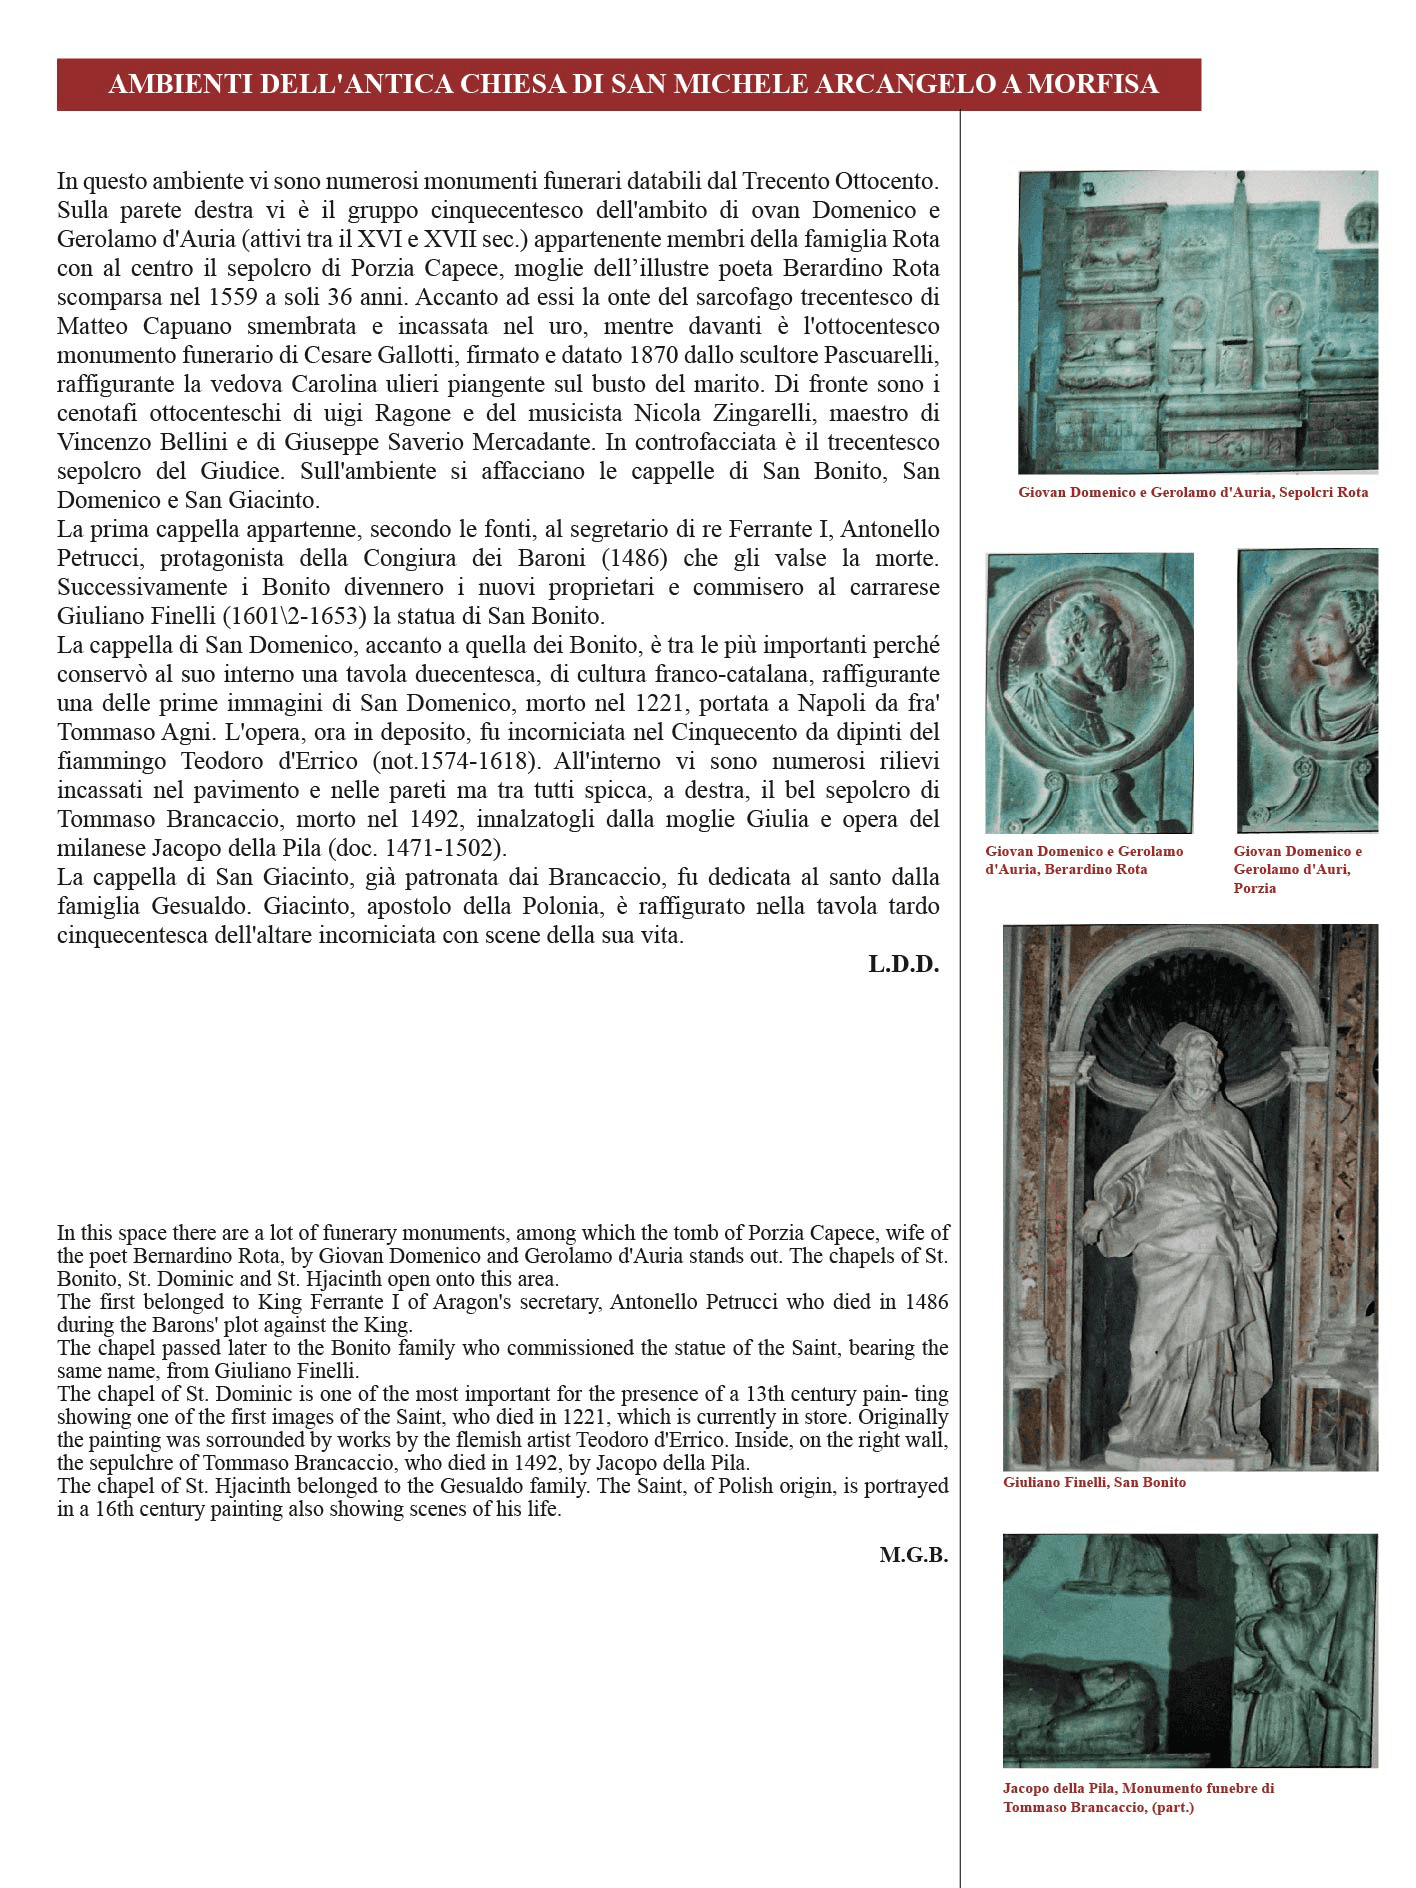 AMBIENTI DELL'ANTICA CHIESA DI SAN MICHELE ARCANGELO A MORFISA
In questo ambiente vi sono numerosi monumenti funerari databili dal Trecento Ottocento.
Sulla parete destra vi è il gruppo cinquecentesco dell'ambito di ovan Domenico e
Gerolamo d'Auria (attivi tra il XVI e XVII sec.) appartenente membri della famiglia Rota
con al centro il sepolcro di Porzia Capece, moglie dell’illustre poeta Berardino Rota
scomparsa nel 1559 a soli 36 anni. Accanto ad essi la onte del sarcofago trecentesco di
Matteo Capuano smembrata e incassata nel uro, mentre davanti è l'ottocentesco
monumento funerario di Cesare Gallotti, firmato e datato 1870 dallo scultore Pascuarelli,
raffigurante la vedova Carolina ulieri piangente sul busto del marito. Di fronte sono i
cenotafi ottocenteschi di uigi Ragone e del musicista Nicola Zingarelli, maestro di
Vincenzo Bellini e di Giuseppe Saverio Mercadante. In controfacciata è il trecentesco
sepolcro del Giudice. Sull'ambiente si affacciano le cappelle di San Bonito, San
Domenico e San Giacinto.
La prima cappella appartenne, secondo le fonti, al segretario di re Ferrante I, Antonello
Petrucci, protagonista della Congiura dei Baroni (1486) che gli valse la morte.
Successivamente i Bonito divennero i nuovi proprietari e commisero al carrarese
Giuliano Finelli (1601\2-1653) la statua di San Bonito.
La cappella di San Domenico, accanto a quella dei Bonito, è tra le più importanti perché
conservò al suo interno una tavola duecentesca, di cultura franco-catalana, raffigurante
una delle prime immagini di San Domenico, morto nel 1221, portata a Napoli da fra'
Tommaso Agni. L'opera, ora in deposito, fu incorniciata nel Cinquecento da dipinti del
fiammingo Teodoro d'Errico (not.1574-1618). All'interno vi sono numerosi rilievi
incassati nel pavimento e nelle pareti ma tra tutti spicca, a destra, il bel sepolcro di
Tommaso Brancaccio, morto nel 1492, innalzatogli dalla moglie Giulia e opera del
milanese Jacopo della Pila (doc. 1471-1502).
La cappella di San Giacinto, già patronata dai Brancaccio, fu dedicata al santo dalla
famiglia Gesualdo. Giacinto, apostolo della Polonia, è raffigurato nella tavola tardo
cinquecentesca dell'altare incorniciata con scene della sua vita.
L.D.D.
In this space there are a lot of funerary monuments, among which the tomb of Porzia Capece, wife of
the poet Bernardino Rota, by Giovan Domenico and Gerolamo d'Auria stands out. The chapels of St.
Bonito, St. Dominic and St. Hjacinth open onto this area.
The first belonged to King Ferrante I of Aragon's secretary, Antonello Petrucci who died in 1486
during the Barons' plot against the King.
The chapel passed later to the Bonito family who commissioned the statue of the Saint, bearing the
same name, from Giuliano Finelli.
The chapel of St. Dominic is one of the most important for the presence of a 13th century pain- ting
showing one of the first images of the Saint, who died in 1221, which is currently in store. Originally
the painting was sorrounded by works by the flemish artist Teodoro d'Errico. Inside, on the right wall,
the sepulchre of Tommaso Brancaccio, who died in 1492, by Jacopo della Pila.
The chapel of St. Hjacinth belonged to the Gesualdo family. The Saint, of Polish origin, is portrayed
in a 16th century painting also showing scenes of his life.
M.G.B.
Giovan Domenico e Gerolamo d'Auria, Sepolcri Rota
Giovan Domenico e Gerolamo
d'Auria, Berardino Rota
Giovan Domenico e
Gerolamo d'Auri,
Porzia
Giuliano Finelli, San Bonito
Jacopo della Pila, Monumento funebre di
Tommaso Brancaccio, (part.)